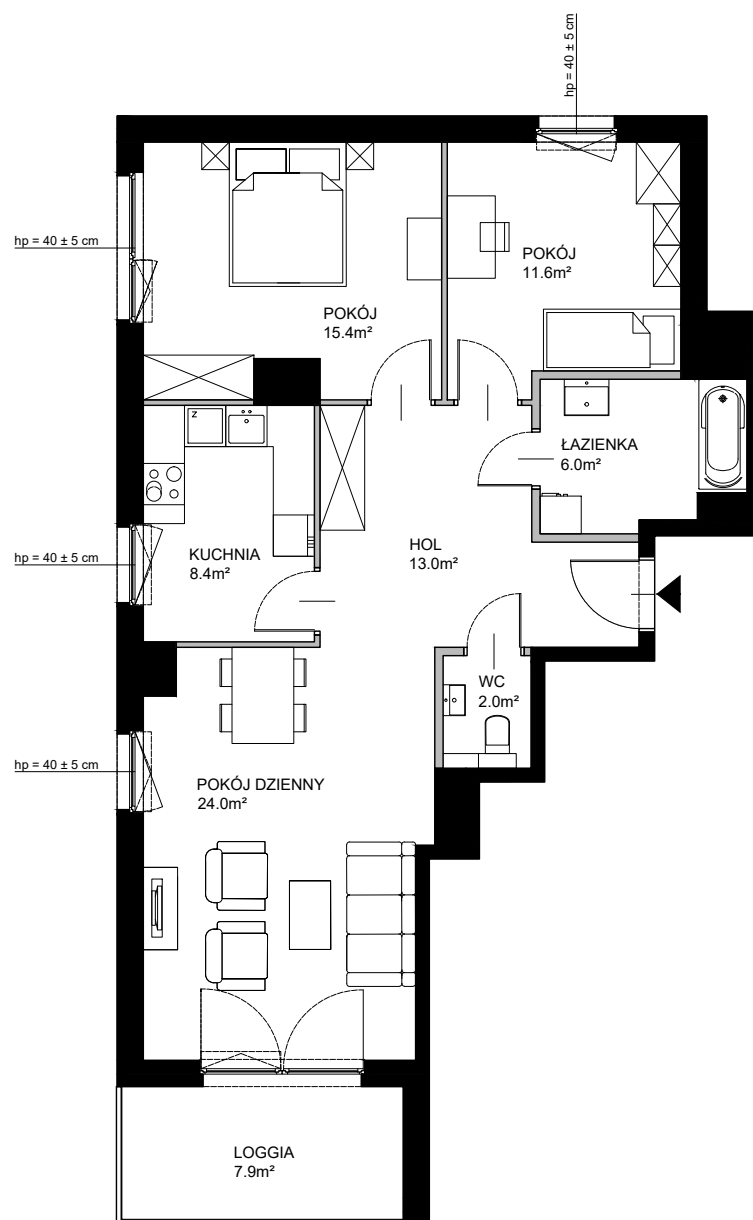 hp = 40 ± 5 cm
hp = 40 ± 5 cm
POKÓJ
11.6m²
POKÓJ
15.4m²
Z
ŁAZIENKA
6.0m²
KUCHNIA
8.4m²
HOL
13.0m²
hp = 40 ± 5 cm
WC
2.0m²
hp = 40 ± 5 cm
POKÓJ DZIENNY
24.0m²
LOGGIA
7.9m²